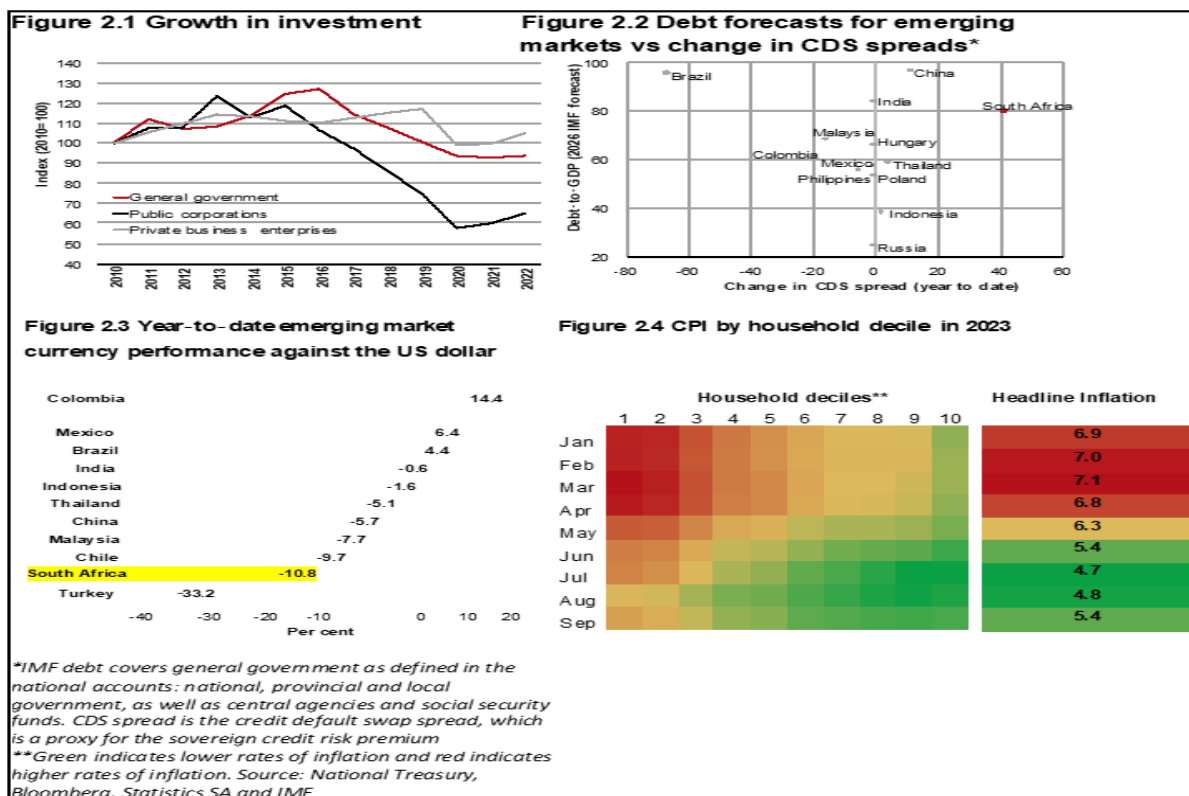 Figure 2.1 Growth in investment
140
130
120
110
100
90
80
70
60
50
40
Index (2010=100)
General government
Public corporations
Private business enterprises
2010
2011
2012
2013
2014
2015
2016
2017
2018
2019
2020
2021
2022
Figure 2.2 Debt forecasts for emerging
markets vs change in CDS spreads*
Debt-to-GDP (2026 IMF forecast)
100
80
60
40
20
Brazil
China
India
South Africa
Malaysia
Hungary
Colombia
Mexico
Thailand
Philippines
Poland
Indonesia
Russia
-80
-60
-40
-20
0
20
40
60
Change in CDS spread (year to date)
Figure 2.3 Year-to-date emerging market
currency performance against the US dollar
Colombia 14.4
Mexico 6.4
Brazil 4.4
India -0.6
Indonesia -1.6
Thailand -5.1
China -5.7
Malaysia -7.7
Chile -9.7
South Africa -10.8
Turkey -33.2
-40 -30 -20 -10 0 10 20
Per cent
Figure 2.4 CPI by household decile in 2023
Household deciles**
1 2 3 4 5 6 7 8 9 10
Jan
Feb
Mar
Apr
May
Jun
Jul
Aug
Sep
Headline Inflation
6.9
7.0
7.1
6.8
6.3
5.4
4.7
4.8
5.4
*IMF debt covers general government as defined in the
national accounts: national, provincial and local
government, as well as central agencies and social security
funds. CDS spread is the credit default swap spread, which
is a proxy for the sovereign credit risk premium
**Green indicates lower rates of inflation and red indicates
higher rates of inflation. Source: National Treasury,
Bloomberg, Statistics SA and IMF